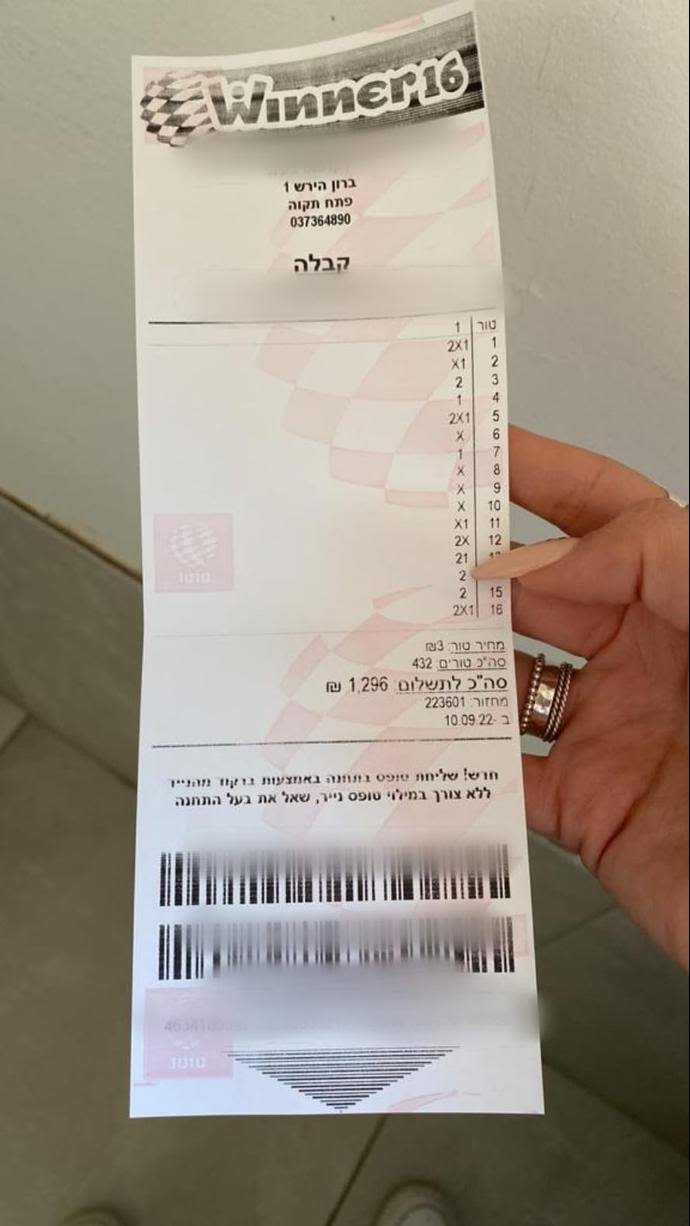 WINNER16
ברון הירש 1
פתח תקוה
037364890
קבלה
טור 1
1 2X1
2 X1
3 2
4 1
5 2X1
6 X
7 1
8 X
9 X
10 X
11 X1
12 2X
21
2
15 2
16 2X1
מחיר טור: 3₪
סה"כ טורים: 432
סה"כ לתשלום: 1,296 ₪
מחזור: 223601
ב -10.09.22
חדש! שליחת טופס בתחנה באמצעות ברקוד מהנייד
ללא צורך במילוי טופס נייר, שאל את בעל התחנה
טוטו
טוטו